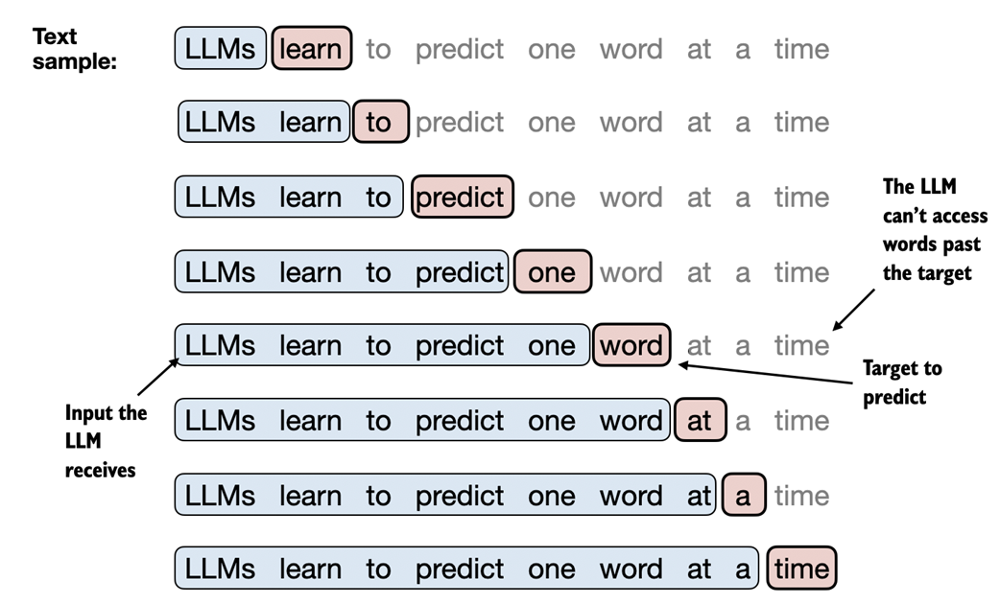 Text
sample:
LLMs learn to predict one word at a time
LLMs learn to predict one word at a time
LLMs learn to predict one word at a time
The LLM
can’t access
words past
the target
LLMs learn to predict one word at a time
LLMs learn to predict one word at a time
Target to
predict
Input the
LLM
receives
LLMs learn to predict one word at a time
LLMs learn to predict one word at a time
LLMs learn to predict one word at a time